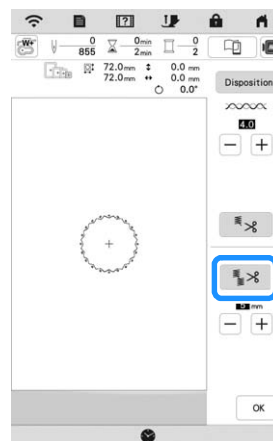 ?
W+
0
855
0min
2min
0
2
72.0mm 0.0 mm
72.0mm 0.0 mm
0.0°
Disposition
4.0
− +
mm
− +
OK